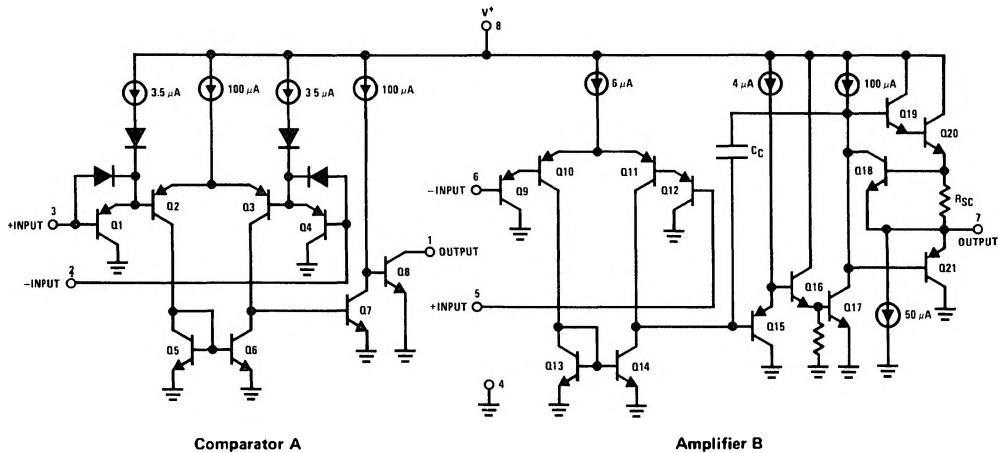 V+
8
3.5 μA
100 μA
3 5 μA
100 μA
6 μA
4 μA
100 μA
Q19
Q20
CC
Q18
RSC
7
OUTPUT
6
-INPUT
Q9
Q10
Q11
Q12
3
+INPUT
Q1
Q2
Q3
Q4
1
OUTPUT
Q8
2
-INPUT
5
+INPUT
Q7
Q16
Q17
Q21
50 μA
Q15
Q5
Q6
Q13
Q14
4
Comparator A
Amplifier B